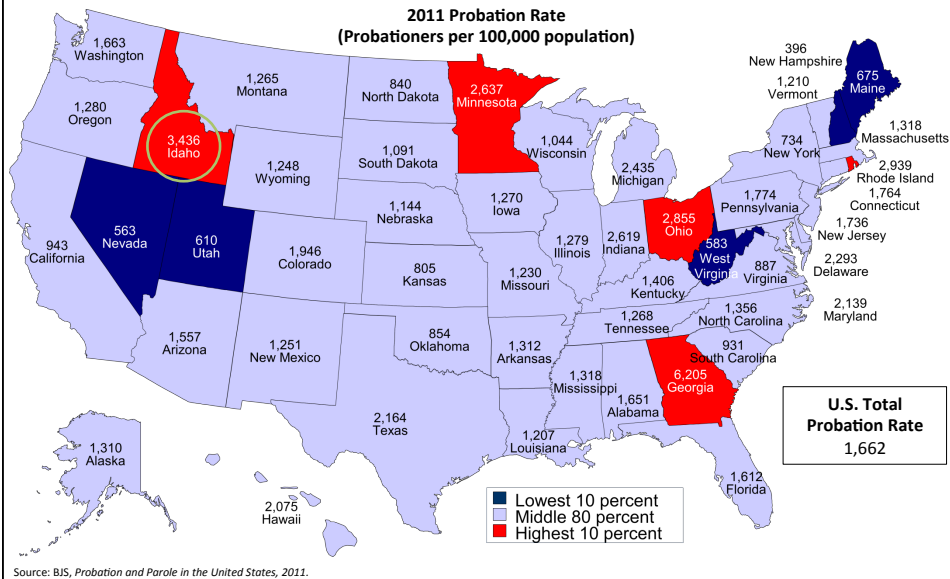 2011 Probation Rate
(Probationers per 100,000 population)
1,663
Washington
1,280
Oregon
3,436
Idaho
1,265
Montana
840
North Dakota
2,637
Minnesota
396
New Hampshire
1,210
Vermont
675
Maine
1,318
Massachusetts
2,939
Rhode Island
1,764
Connecticut
1,736
New Jersey
2,293
Delaware
2,139
Maryland
734
New York
1,774
Pennsylvania
1,044
Wisconsin
2,435
Michigan
1,091
South Dakota
1,248
Wyoming
1,144
Nebraska
1,270
Iowa
1,279
Illinois
2,619
Indiana
2,855
Ohio
583
West
Virginia
887
Virginia
943
California
563
Nevada
610
Utah
1,946
Colorado
805
Kansas
1,230
Missouri
1,406
Kentucky
1,268
Tennessee
1,356
North Carolina
931
South Carolina
1,557
Arizona
1,251
New Mexico
854
Oklahoma
1,312
Arkansas
1,318
Mississippi
1,651
Alabama
6,205
Georgia
2,164
Texas
1,207
Louisiana
1,612
Florida
1,310
Alaska
2,075
Hawaii
U.S. Total
Probation Rate
1,662
Lowest 10 percent
Middle 80 percent
Highest 10 percent
Source: BJS, Probation and Parole in the United States, 2011.